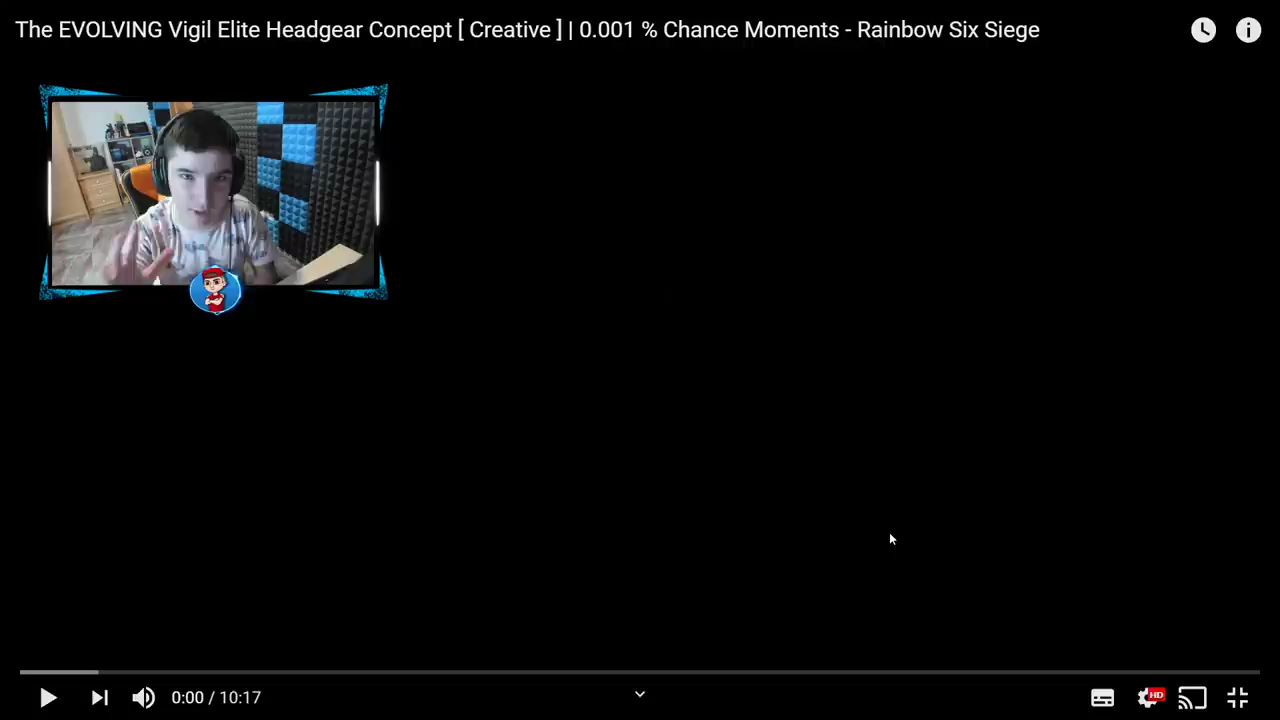 The EVOLVING Vigil Elite Headgear Concept [ Creative ] | 0.001 % Chance Moments - Rainbow Six Siege
0:00 / 10:17
HD